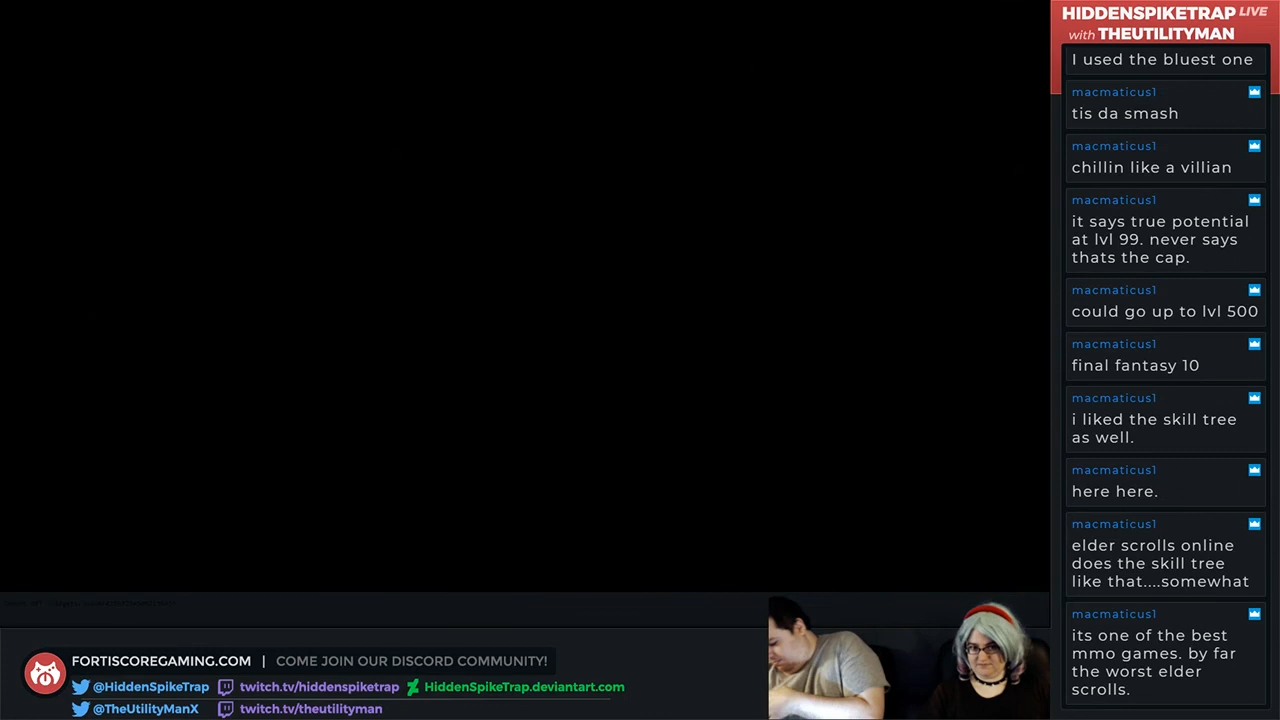 HIDDENSPIKETRAP LIVE
with THEUTILITYMAN
I used the bluest one
macmaticus1
tis da smash
macmaticus1
chillin like a villian
macmaticus1
it says true potential
at lvl 99. never says
thats the cap.
macmaticus1
could go up to lvl 500
macmaticus1
final fantasy 10
macmaticus1
i liked the skill tree
as well.
macmaticus1
here here.
macmaticus1
elder scrolls online
does the skill tree
like that....somewhat
macmaticus1
its one of the best
mmo games. by far
the worst elder
scrolls.
FORTISCOREGAMING.COM | COME JOIN OUR DISCORD COMMUNITY!
@HiddenSpikeTrap twitch.tv/hiddenspiketrap HiddenSpikeTrap.deviantart.com
@TheUtilityManX twitch.tv/theutilityman